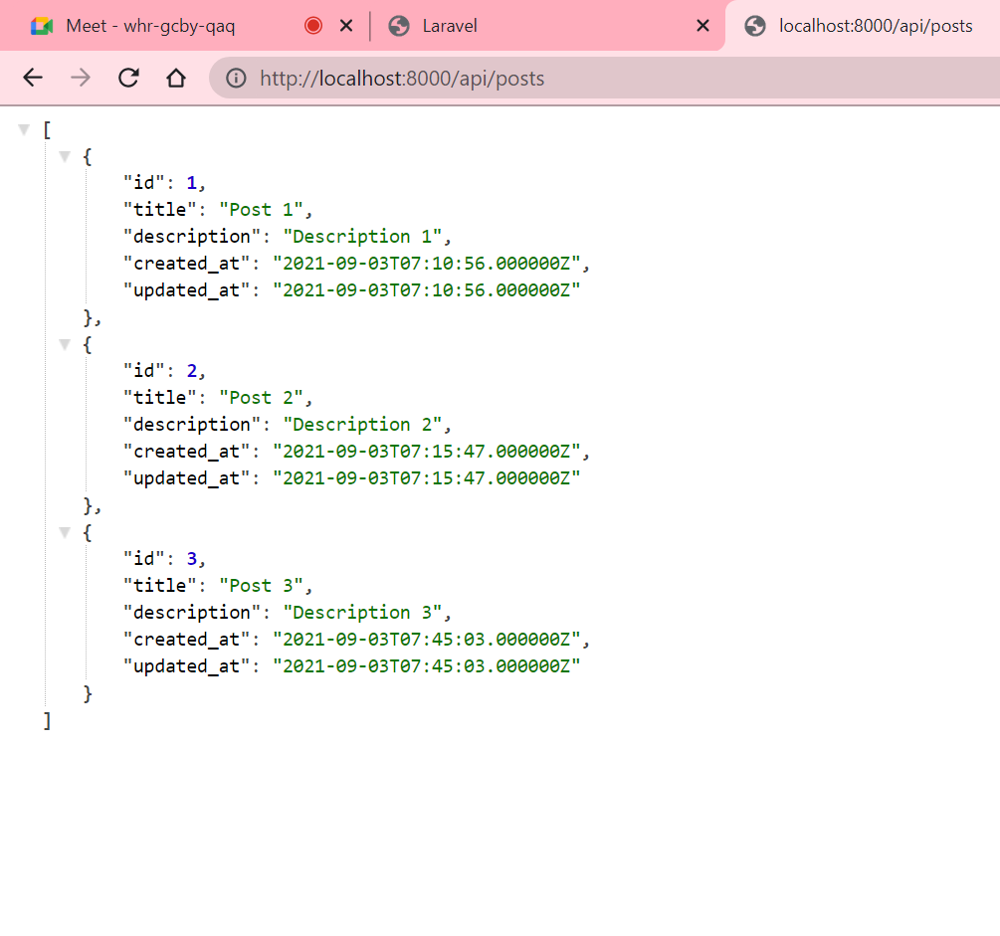 Meet - whr-gcby-qaq
Laravel
localhost:8000/api/posts
http://localhost:8000/api/posts
[
{
"id": 1,
"title": "Post 1",
"description": "Description 1",
"created_at": "2021-09-03T07:10:56.000000Z",
"updated_at": "2021-09-03T07:10:56.000000Z"
},
{
"id": 2,
"title": "Post 2",
"description": "Description 2",
"created_at": "2021-09-03T07:15:47.000000Z",
"updated_at": "2021-09-03T07:15:47.000000Z"
},
{
"id": 3,
"title": "Post 3",
"description": "Description 3",
"created_at": "2021-09-03T07:45:03.000000Z",
"updated_at": "2021-09-03T07:45:03.000000Z"
}
]